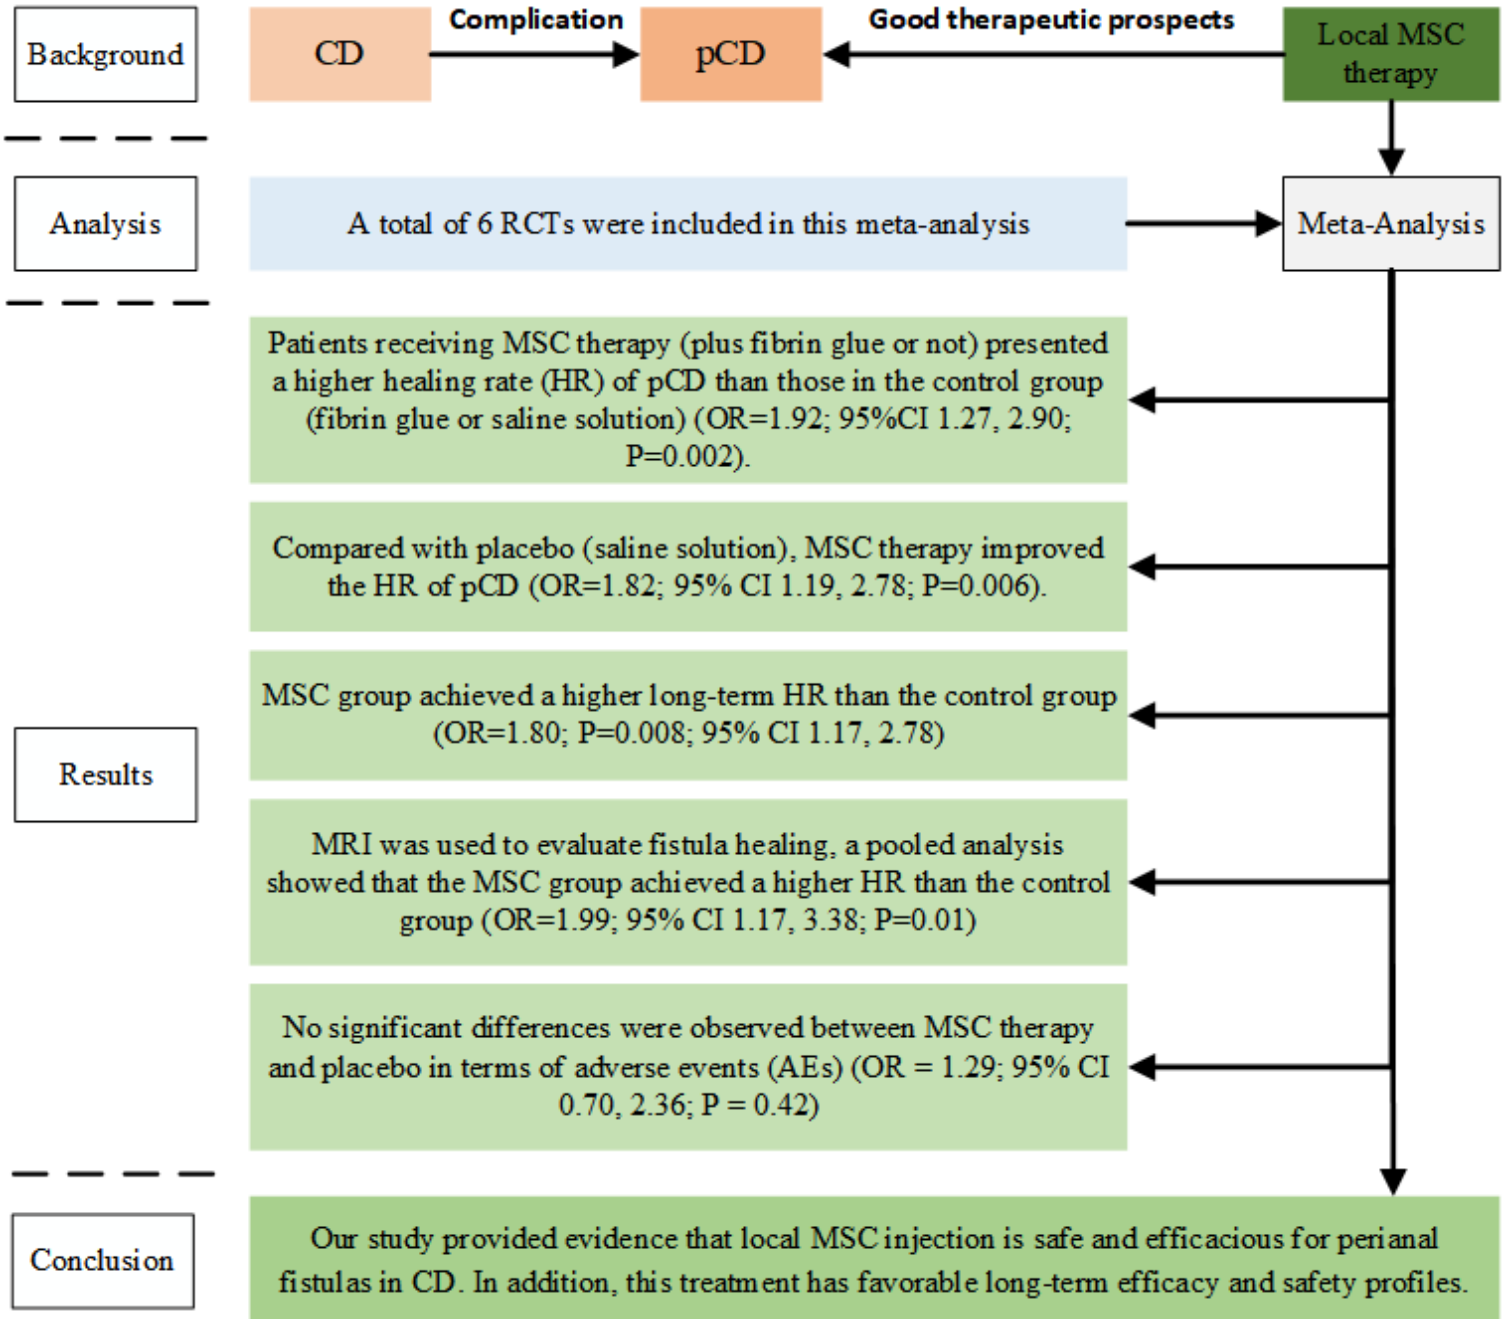 Background
CD
Complication
pCD
Good therapeutic prospects
Local MSC
therapy
Analysis
A total of 6 RCTs were included in this meta-analysis
Meta-Analysis
Results
Patients receiving MSC therapy (plus fibrin glue or not) presented
a higher healing rate (HR) of pCD than those in the control group
(fibrin glue or saline solution) (OR=1.92; 95%CI 1.27, 2.90;
P=0.002).
Compared with placebo (saline solution), MSC therapy improved
the HR of pCD (OR=1.82; 95% CI 1.19, 2.78; P=0.006).
MSC group achieved a higher long-term HR than the control group
(OR=1.80; P=0.008; 95% CI 1.17, 2.78)
MRI was used to evaluate fistula healing, a pooled analysis
showed that the MSC group achieved a higher HR than the control
group (OR=1.99; 95% CI 1.17, 3.38; P=0.01)
No significant differences were observed between MSC therapy
and placebo in terms of adverse events (AEs) (OR = 1.29; 95% CI
0.70, 2.36; P = 0.42)
Conclusion
Our study provided evidence that local MSC injection is safe and efficacious for perianal
fistulas in CD. In addition, this treatment has favorable long-term efficacy and safety profiles.